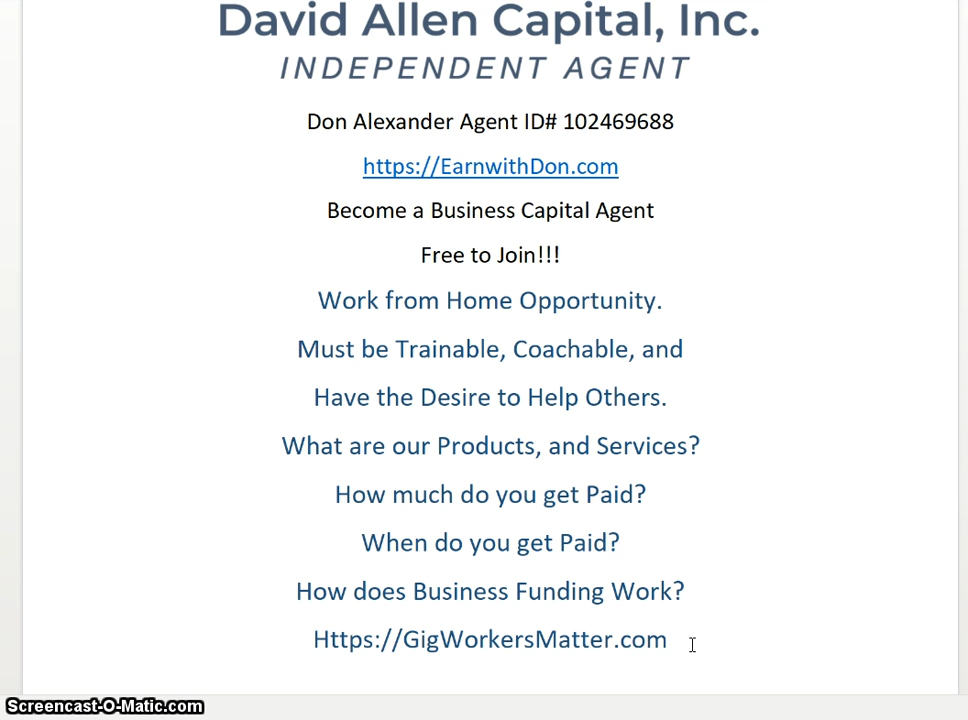 David Allen Capital, Inc.
INDEPENDENT AGENT
Don Alexander Agent ID# 102469688
https://EarnwithDon.com
Become a Business Capital Agent
Free to Join!!!
Work from Home Opportunity.
Must be Trainable, Coachable, and
Have the Desire to Help Others.
What are our Products, and Services?
How much do you get Paid?
When do you get Paid?
How does Business Funding Work?
Https://GigWorkersMatter.com
Screencast-O-Matic.com